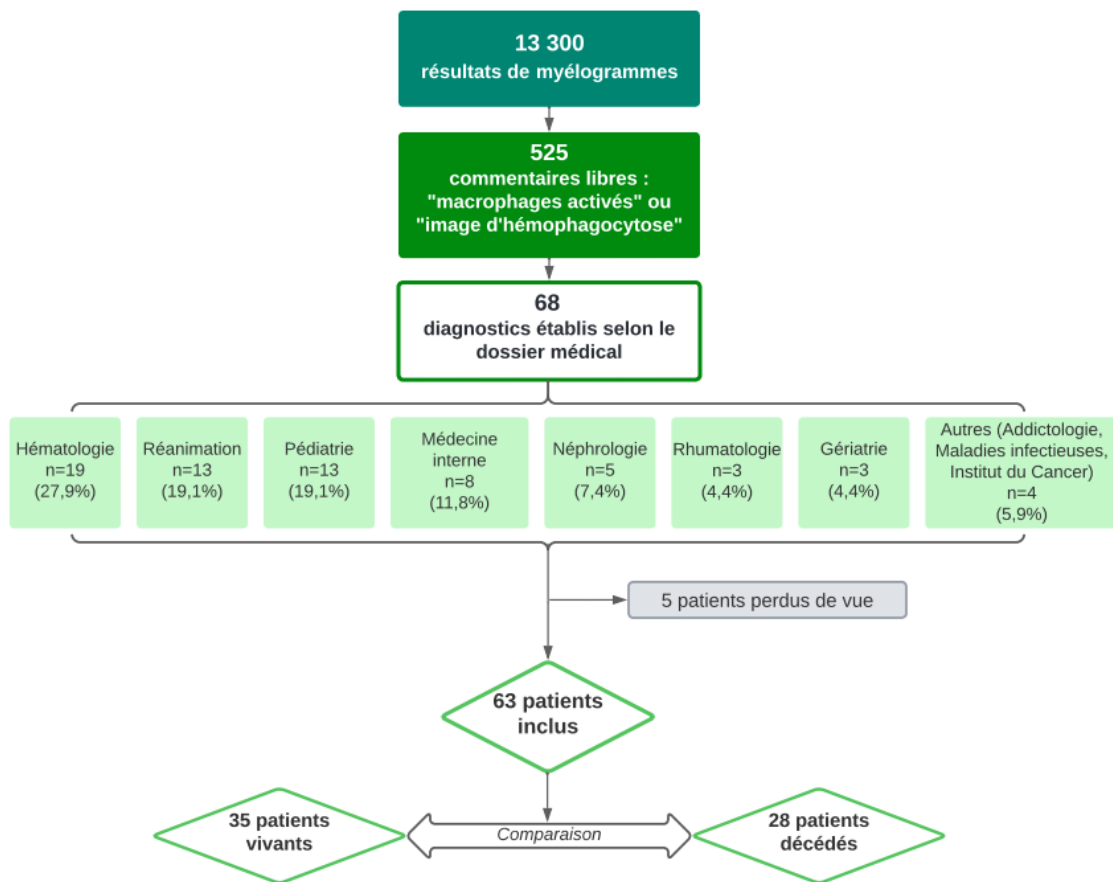 13 300
résultats de myélogrammes
525
commentaires libres :
"macrophages activés" ou
"image d'hémophagocytose"
68
diagnostics établis selon le
dossier médical
Hématologie
n=19
(27,9%)
Réanimation
n=13
(19,1%)
Pédiatrie
n=13
(19,1%)
Médecine
interne
n=8
(11,8%)
Néphrologie
n=5
(7,4%)
Rhumatologie
n=3
(4,4%)
Gériatrie
n=3
(4,4%)
Autres (Addictologie,
Maladies infectieuses,
Institut du Cancer)
n=4
(5,9%)
5 patients perdus de vue
63 patients
inclus
35 patients
vivants
Comparaison
28 patients
décédés